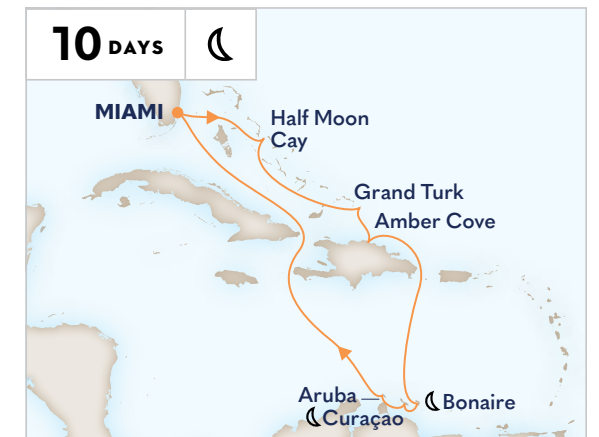 10 DAYS
MIAMI
Half Moon
Cay
Grand Turk
Amber Cove
Aruba
Bonaire
Curaçao